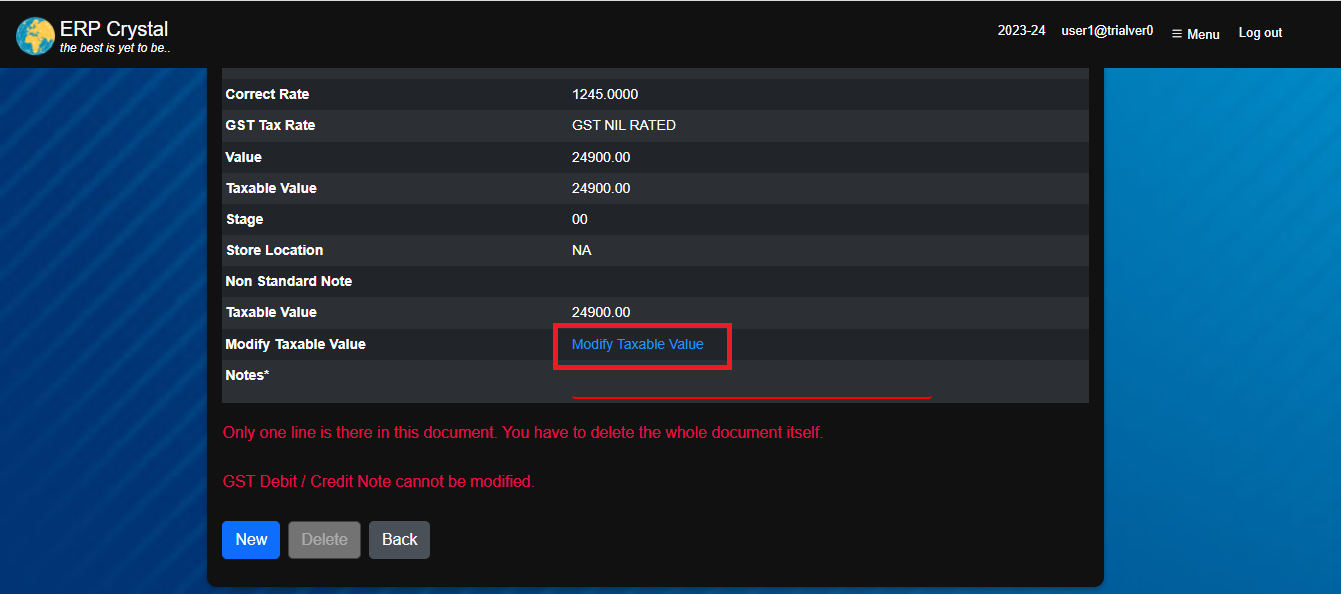 ERP Crystal
the best is yet to be..
2023-24 user1@trialver0 ☰ Menu Log out
Correct Rate 1245.0000
GST Tax Rate GST NIL RATED
Value 24900.00
Taxable Value 24900.00
Stage 00
Store Location NA
Non Standard Note
Taxable Value 24900.00
Modify Taxable Value Modify Taxable Value
Notes*
Only one line is there in this document. You have to delete the whole document itself.
GST Debit / Credit Note cannot be modified.
New Delete Back